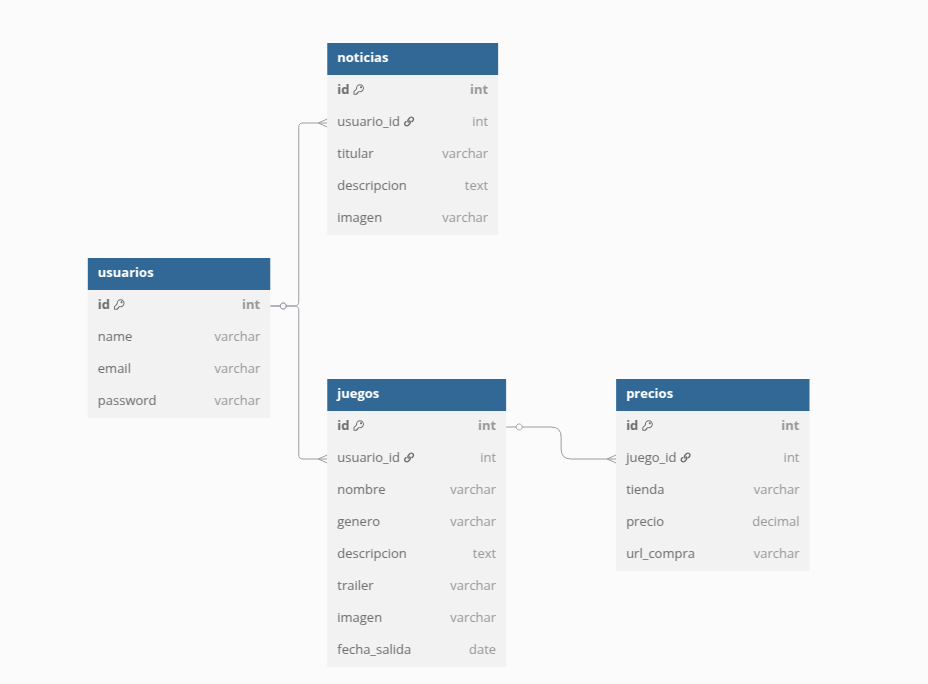 noticias
id int
usuario_id int
titular varchar
descripcion text
imagen varchar
usuarios
id int
name varchar
email varchar
password varchar
juegos
id int
usuario_id int
nombre varchar
genero varchar
descripcion text
trailer varchar
imagen varchar
fecha_salida date
precios
id int
juego_id int
tienda varchar
precio decimal
url_compra varchar